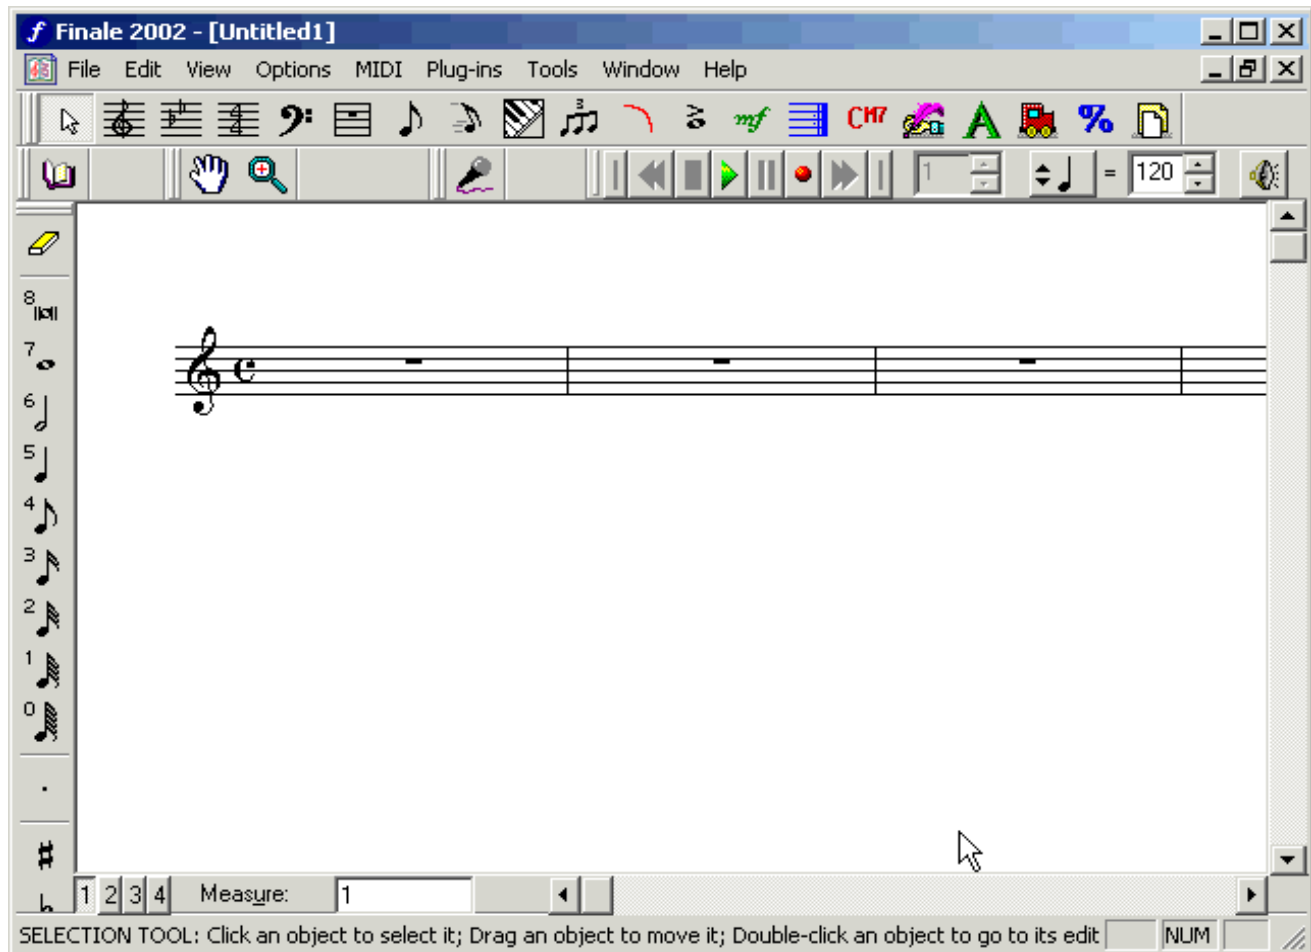 Finale 2002 - [Untitled1]
File Edit View Options MIDI Plug-ins Tools Window Help
3 mf CM7 A %
1 = 120
8
7
6
5
4
3
2
1
0
1 2 3 4 Measure: 1
SELECTION TOOL: Click an object to select it; Drag an object to move it; Double-click an object to go to its edit NUM